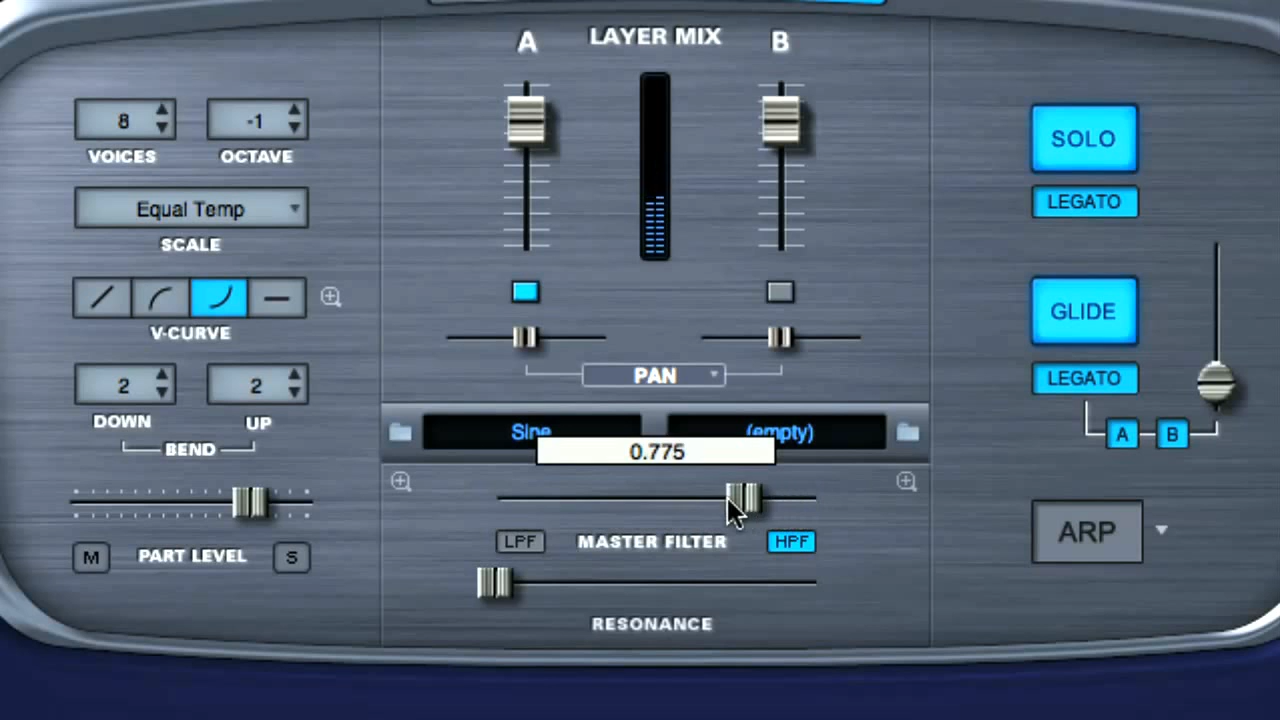 A LAYER MIX B
8 -1
VOICES OCTAVE
Equal Temp
SCALE
V-CURVE
2 2
DOWN UP
BEND
M PART LEVEL S
PAN
Sine (empty)
0.775
LPF MASTER FILTER HPF
RESONANCE
SOLO
LEGATO
GLIDE
LEGATO
A B
ARP